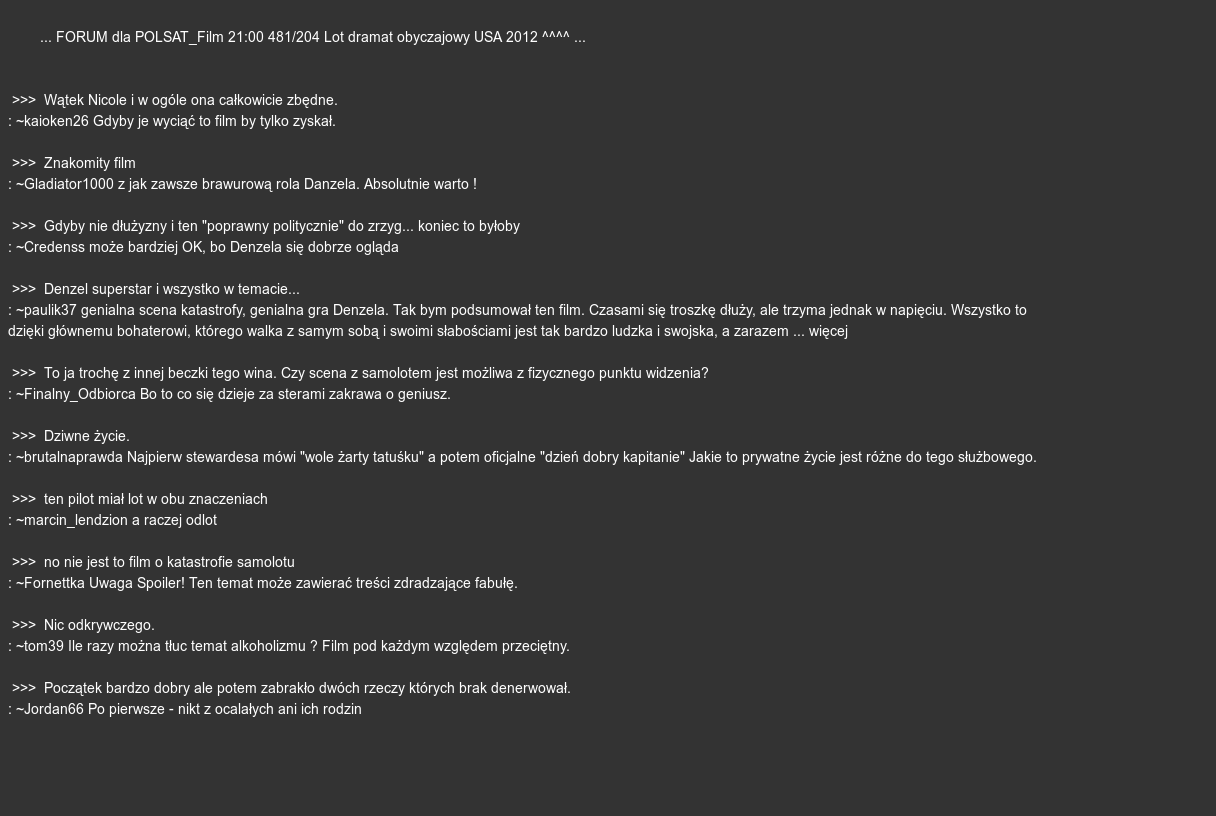 ... FORUM dla POLSAT_Film 21:00 481/204 Lot dramat obyczajowy USA 2012 ^^^^ ...
>>> Wątek Nicole i w ogóle ona całkowicie zbędne.
: ~kaioken26 Gdyby je wyciąć to film by tylko zyskał.
>>> Znakomity film
: ~Gladiator1000 z jak zawsze brawurową rola Danzela. Absolutnie warto !
>>> Gdyby nie dłużyzny i ten "poprawny politycznie" do zrzyg... koniec to byłoby
: ~Credenss może bardziej OK, bo Denzela się dobrze ogląda
>>> Denzel superstar i wszystko w temacie...
: ~paulik37 genialna scena katastrofy, genialna gra Denzela. Tak bym podsumował ten film. Czasami się troszkę dłuży, ale trzyma jednak w napięciu. Wszystko to
dzięki głównemu bohaterowi, którego walka z samym sobą i swoimi słabościami jest tak bardzo ludzka i swojska, a zarazem ... więcej
>>> To ja trochę z innej beczki tego wina. Czy scena z samolotem jest możliwa z fizycznego punktu widzenia?
: ~Finalny_Odbiorca Bo to co się dzieje za sterami zakrawa o geniusz.
>>> Dziwne życie.
: ~brutalnaprawda Najpierw stewardesa mówi "wole żarty tatuśku" a potem oficjalne "dzień dobry kapitanie" Jakie to prywatne życie jest różne do tego służbowego.
>>> ten pilot miał lot w obu znaczeniach
: ~marcin_lendzion a raczej odlot
>>> no nie jest to film o katastrofie samolotu
: ~Fornettka Uwaga Spoiler! Ten temat może zawierać treści zdradzające fabułę.
>>> Nic odkrywczego.
: ~tom39 Ile razy można tłuc temat alkoholizmu ? Film pod każdym względem przeciętny.
>>> Początek bardzo dobry ale potem zabrakło dwóch rzeczy których brak denerwował.
: ~Jordan66 Po pierwsze - nikt z ocalałych ani ich rodzin